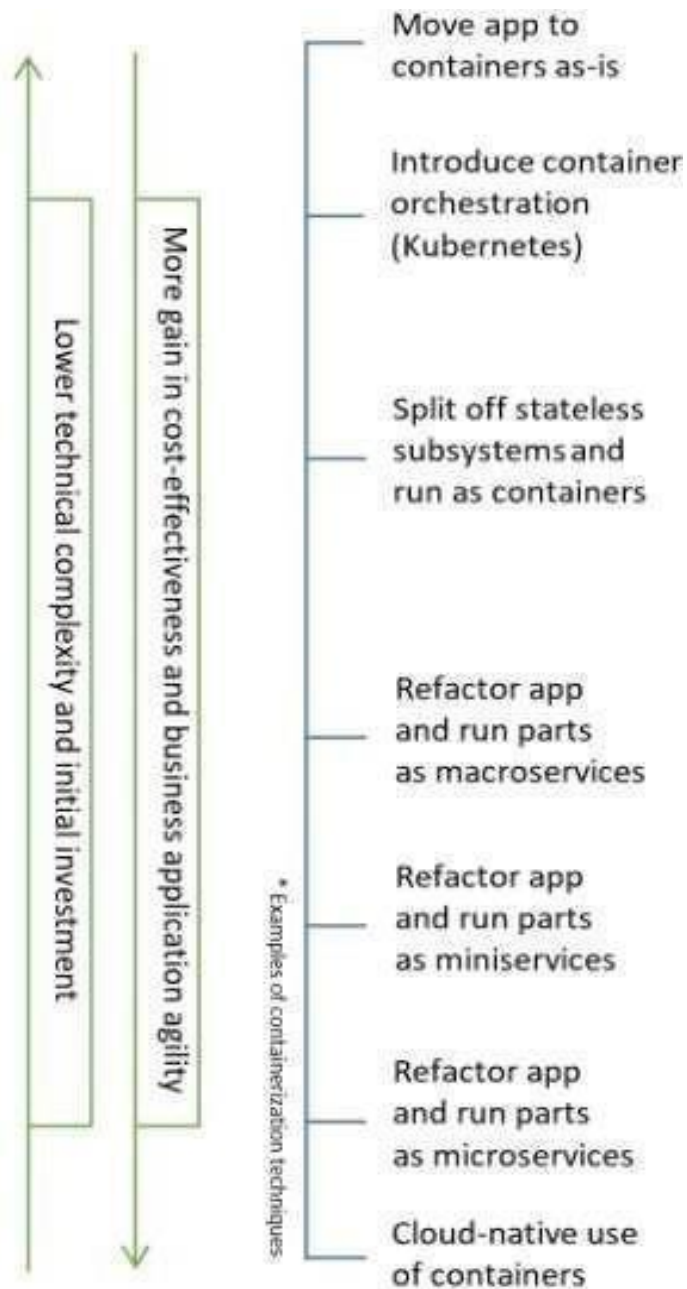 Lower technical complexity and initial investment
More gain in cost-effectiveness and business application agility
* Examples of containerization techniques
Move app to
containers as-is
Introduce container
orchestration
(Kubernetes)
Split off stateless
subsystems and
run as containers
Refactor app
and run parts
as macroservices
Refactor app
and run parts
as miniservices
Refactor app
and run parts
as microservices
Cloud-native use
of containers